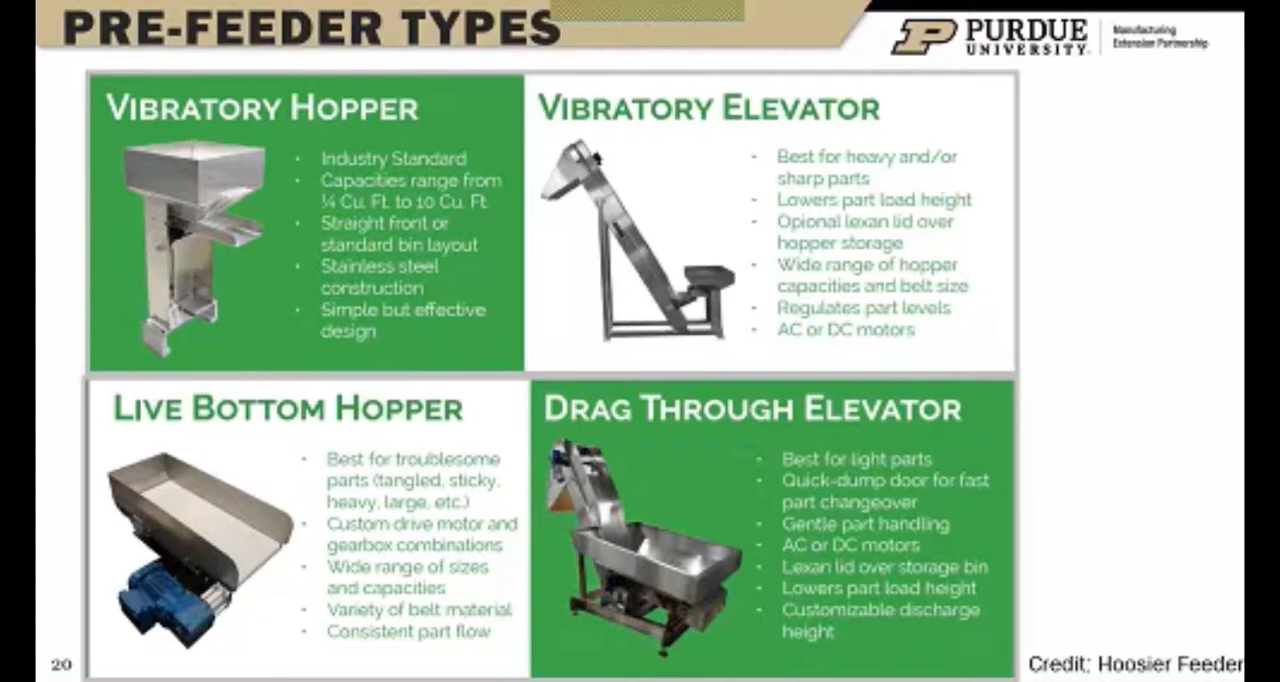 PRE-FEEDER TYPES
PURDUE
UNIVERSITY
Manufacturing
Extension Partnership
VIBRATORY HOPPER
• Industry Standard
• Capacities range from
¼ Cu. Ft. to 10 Cu. Ft.
• Straight front or
standard bin layout
• Stainless steel
construction
• Simple but effective
design
VIBRATORY ELEVATOR
• Best for heavy and/or
sharp parts
• Lowers part load height
• Opional lexan lid over
hopper storage
• Wide range of hopper
capacities and belt size
• Regulates part levels
• AC or DC motors
LIVE BOTTOM HOPPER
• Best for troublesome
parts (tangled, sticky,
heavy, large, etc.)
• Custom drive motor and
gearbox combinations
• Wide range of sizes
and capacities
• Variety of belt material
• Consistent part flow
DRAG THROUGH ELEVATOR
• Best for light parts
• Quick-dump door for fast
part changeover
• Gentle part handling
• AC or DC motors
• Lexan lid over storage bin
• Lowers part load height
• Customizable discharge
height
20
Credit: Hoosier Feeder